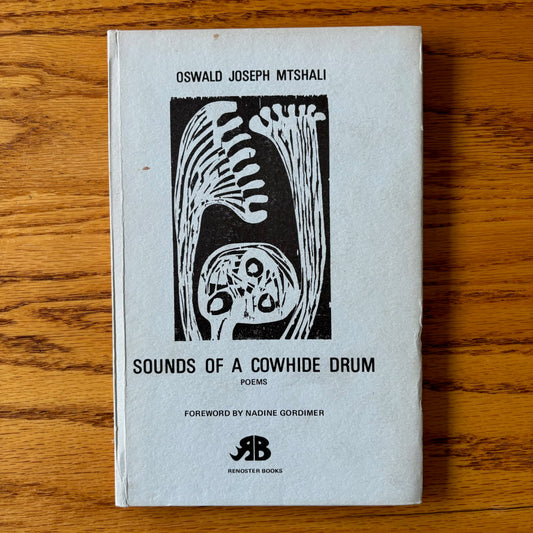 OSWALD JOSEPH MTSHALI
SOUNDS OF A COWHIDE DRUM
POEMS
FOREWORD BY NADINE GORDIMER
RB
RENOSTER BOOKS